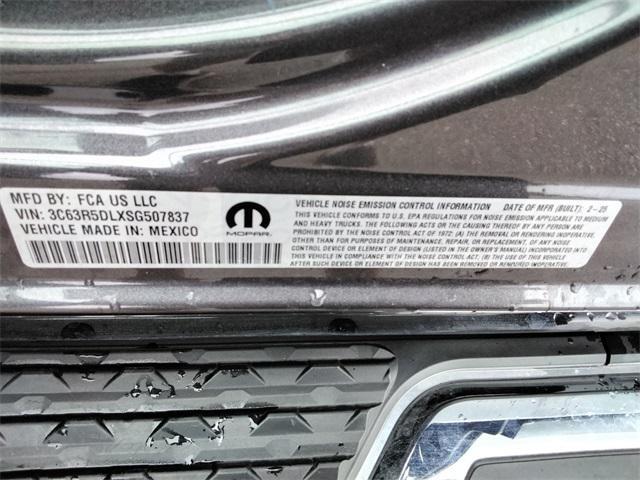 MFD BY: FCA US LLC
VIN: 3C63R5DLXSG507837
VEHICLE MADE IN: MEXICO
MOPAR.
VEHICLE NOISE EMISSION CONTROL INFORMATION DATE OF MFR (BUILT): 2-25
THIS VEHICLE CONFORMS TO U.S. EPA REGULATIONS FOR NOISE EMISSION APPLICABLE TO MEDIUM
AND HEAVY TRUCKS. THE FOLLOWING ACTS OR THE CAUSING THEREOF BY ANY PERSON ARE
PROHIBITED BY THE NOISE CONTROL ACT OF 1972: (A) THE REMOVAL OR RENDERING INOPERATIVE,
OTHER THAN FOR PURPOSES OF MAINTENANCE, REPAIR, OR REPLACEMENT, OF ANY NOISE
CONTROL DEVICE OR ELEMENT OF DESIGN (LISTED IN THE OWNER'S MANUAL) INCORPORATED INTO
THIS VEHICLE IN COMPLIANCE WITH THE NOISE CONTROL ACT; (B) THE USE OF THIS VEHICLE
AFTER SUCH DEVICE OR ELEMENT OF DESIGN HAS BEEN REMOVED OR RENDERED INOPERATIVE.